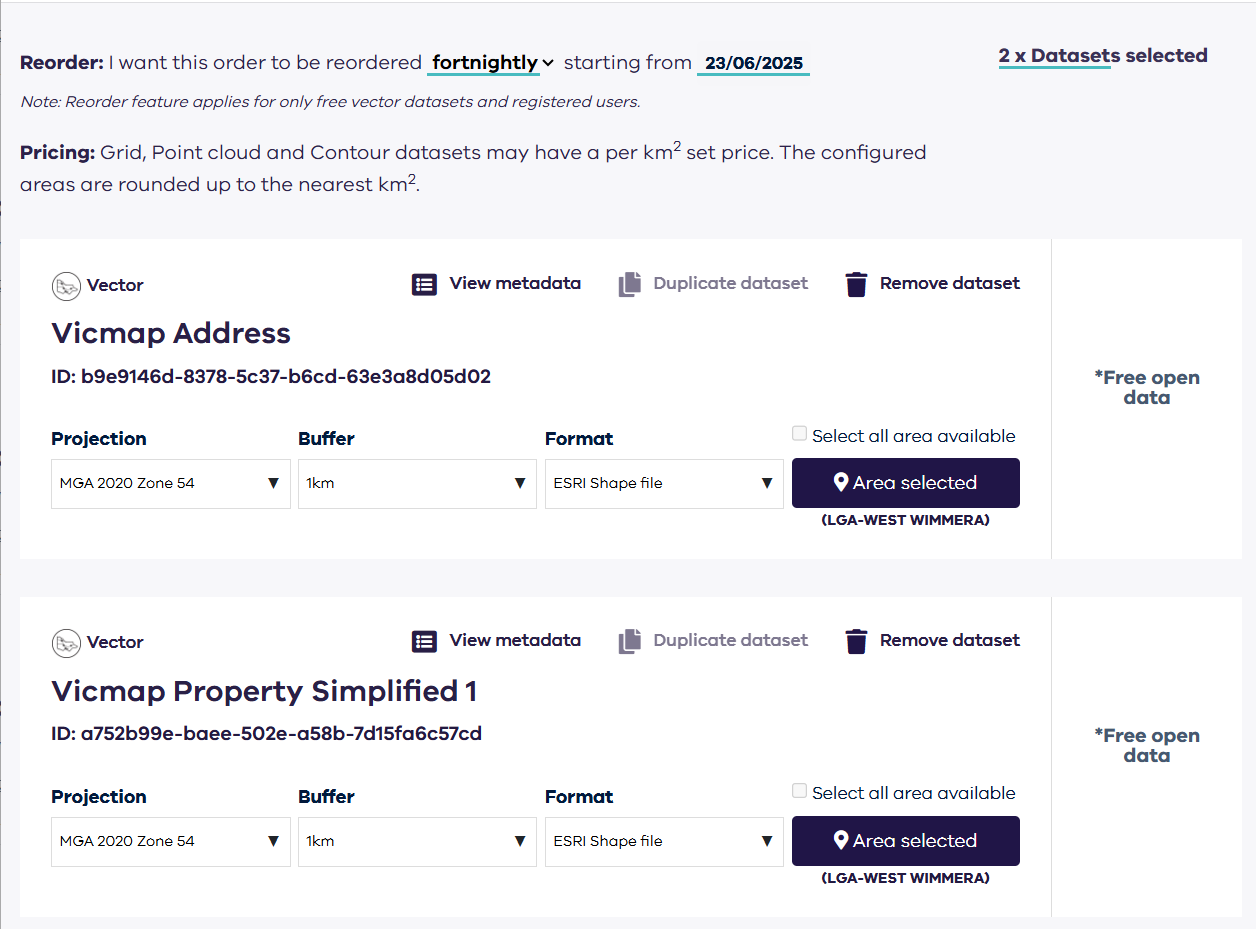 Reorder: I want this order to be reordered fortnightly starting from 23/06/2025
2 x Datasets selected
Note: Reorder feature applies for only free vector datasets and registered users.
Pricing: Grid, Point cloud and Contour datasets may have a per km² set price. The configured
areas are rounded up to the nearest km².
Vector View metadata Duplicate dataset Remove dataset
Vicmap Address
ID: b9e9146d-8378-5c37-b6cd-63e3a8d05d02
*Free open
data
Projection Buffer Format Select all area available
MGA 2020 Zone 54 1km ESRI Shape file Area selected
(LGA-WEST WIMMERA)
Vector View metadata Duplicate dataset Remove dataset
Vicmap Property Simplified 1
ID: a752b99e-baee-502e-a58b-7d15fa6c57cd
*Free open
data
Projection Buffer Format Select all area available
MGA 2020 Zone 54 1km ESRI Shape file Area selected
(LGA-WEST WIMMERA)